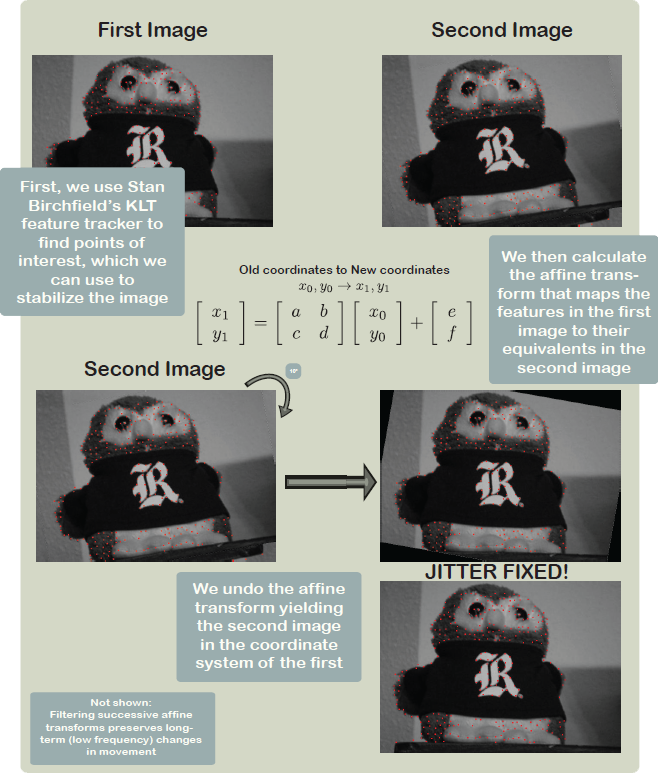 First Image
Second Image
First, we use Stan
Birchfield's KLT
feature tracker to
find points of
interest, which we
can use to
stabilize the image
We then calculate
the affine trans-
form that maps the
features in the first
image to their
equivalents in the
second image
Old coordinates to New coordinates
x₀, y₀ → x₁, y₁
[ x₁ ] = [ a b ] [ x₀ ] + [ e ]
[ y₁ ] [ c d ] [ y₀ ] [ f ]
Second Image
10°
JITTER FIXED!
We undo the affine
transform yielding
the second image
in the coordinate
system of the first
Not shown:
Filtering successive affine
transforms preserves long-
term (low frequency) changes
in movement
R
R
R
R
R